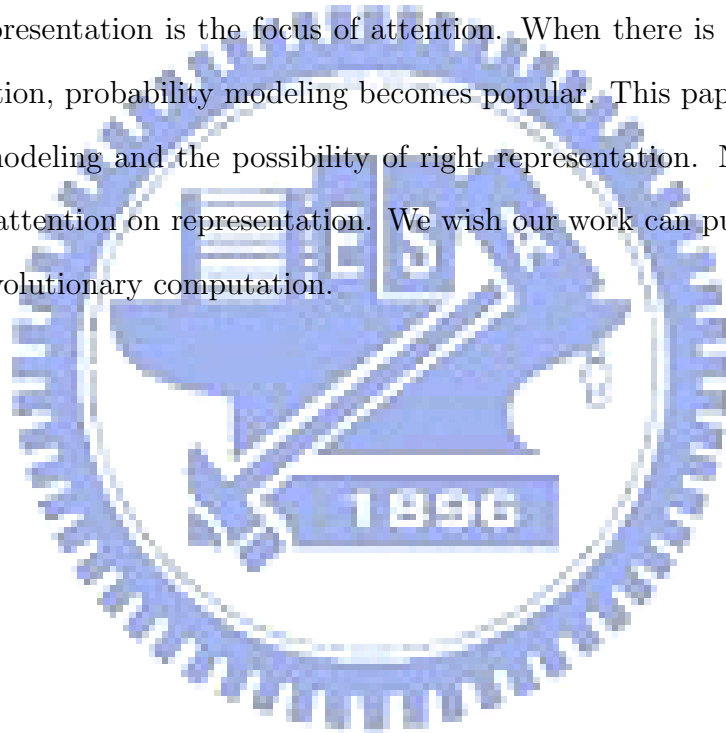 presentation is the focus of attention. When there is
tion, probability modeling becomes popular. This pap
nodeling and the possibility of right representation.
attention on representation. We wish our work can pu
volutionary computation.
E S A
1896